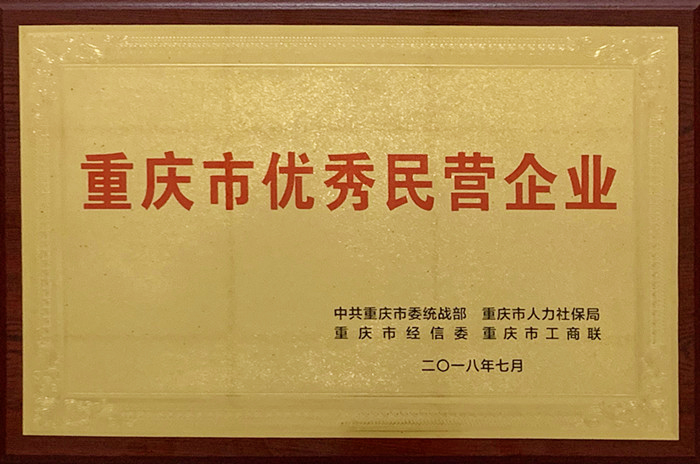 重庆市优秀民营企业
中共重庆市委统战部 重庆市人力社保局
重庆市经信委 重庆市工商联
二〇一八年七月